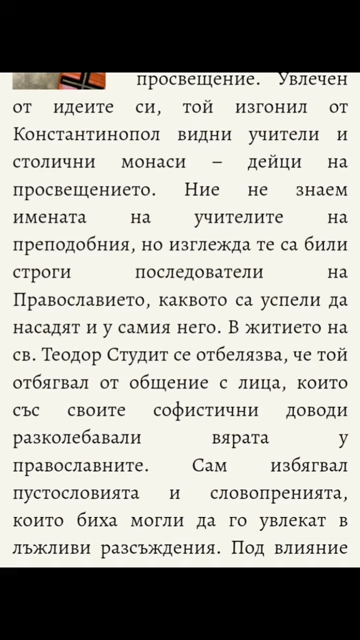 просвещение. Увлечен
от идеите си, той изгонил от
Константинопол видни учители и
столични монаси – дейци на
просвещението. Ние не знаем
имената на учителите на
преподобния, но изглежда те са били
строги последователи на
Православието, каквото са успели да
насадят и у самия него. В житието на
св. Теодор Студит се отбелязва, че той
отбягвал от общение с лица, които
със своите софистични доводи
разколебавали вярата у
православните. Сам избягвал
пустословията и словопренията,
които биха могли да го увлекат в
лъжливи разсъждения. Под влияние